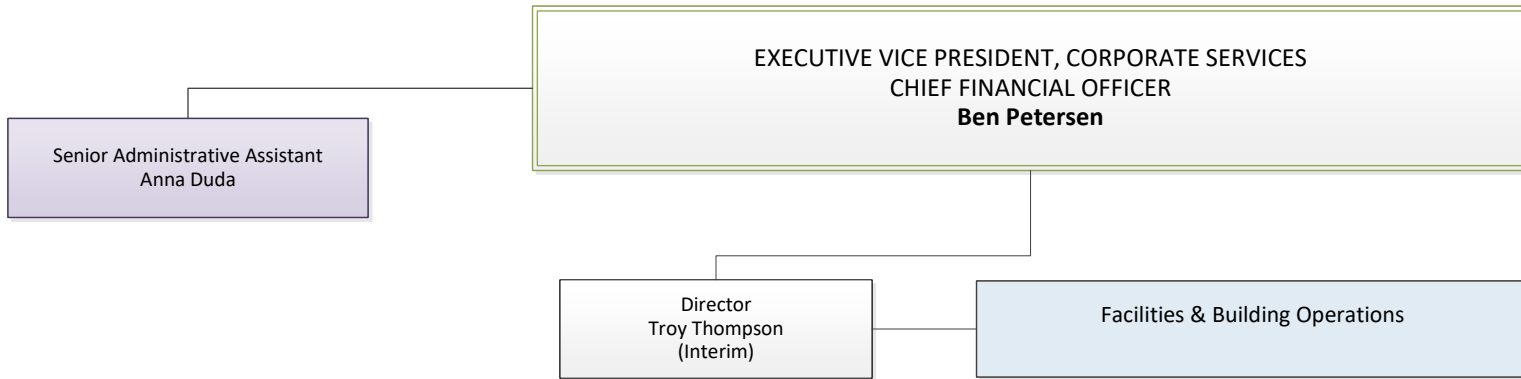 EXECUTIVE VICE PRESIDENT, CORPORATE SERVICES
CHIEF FINANCIAL OFFICER
Ben Petersen
Senior Administrative Assistant
Anna Duda
Director
Troy Thompson
(Interim)
Facilities & Building Operations